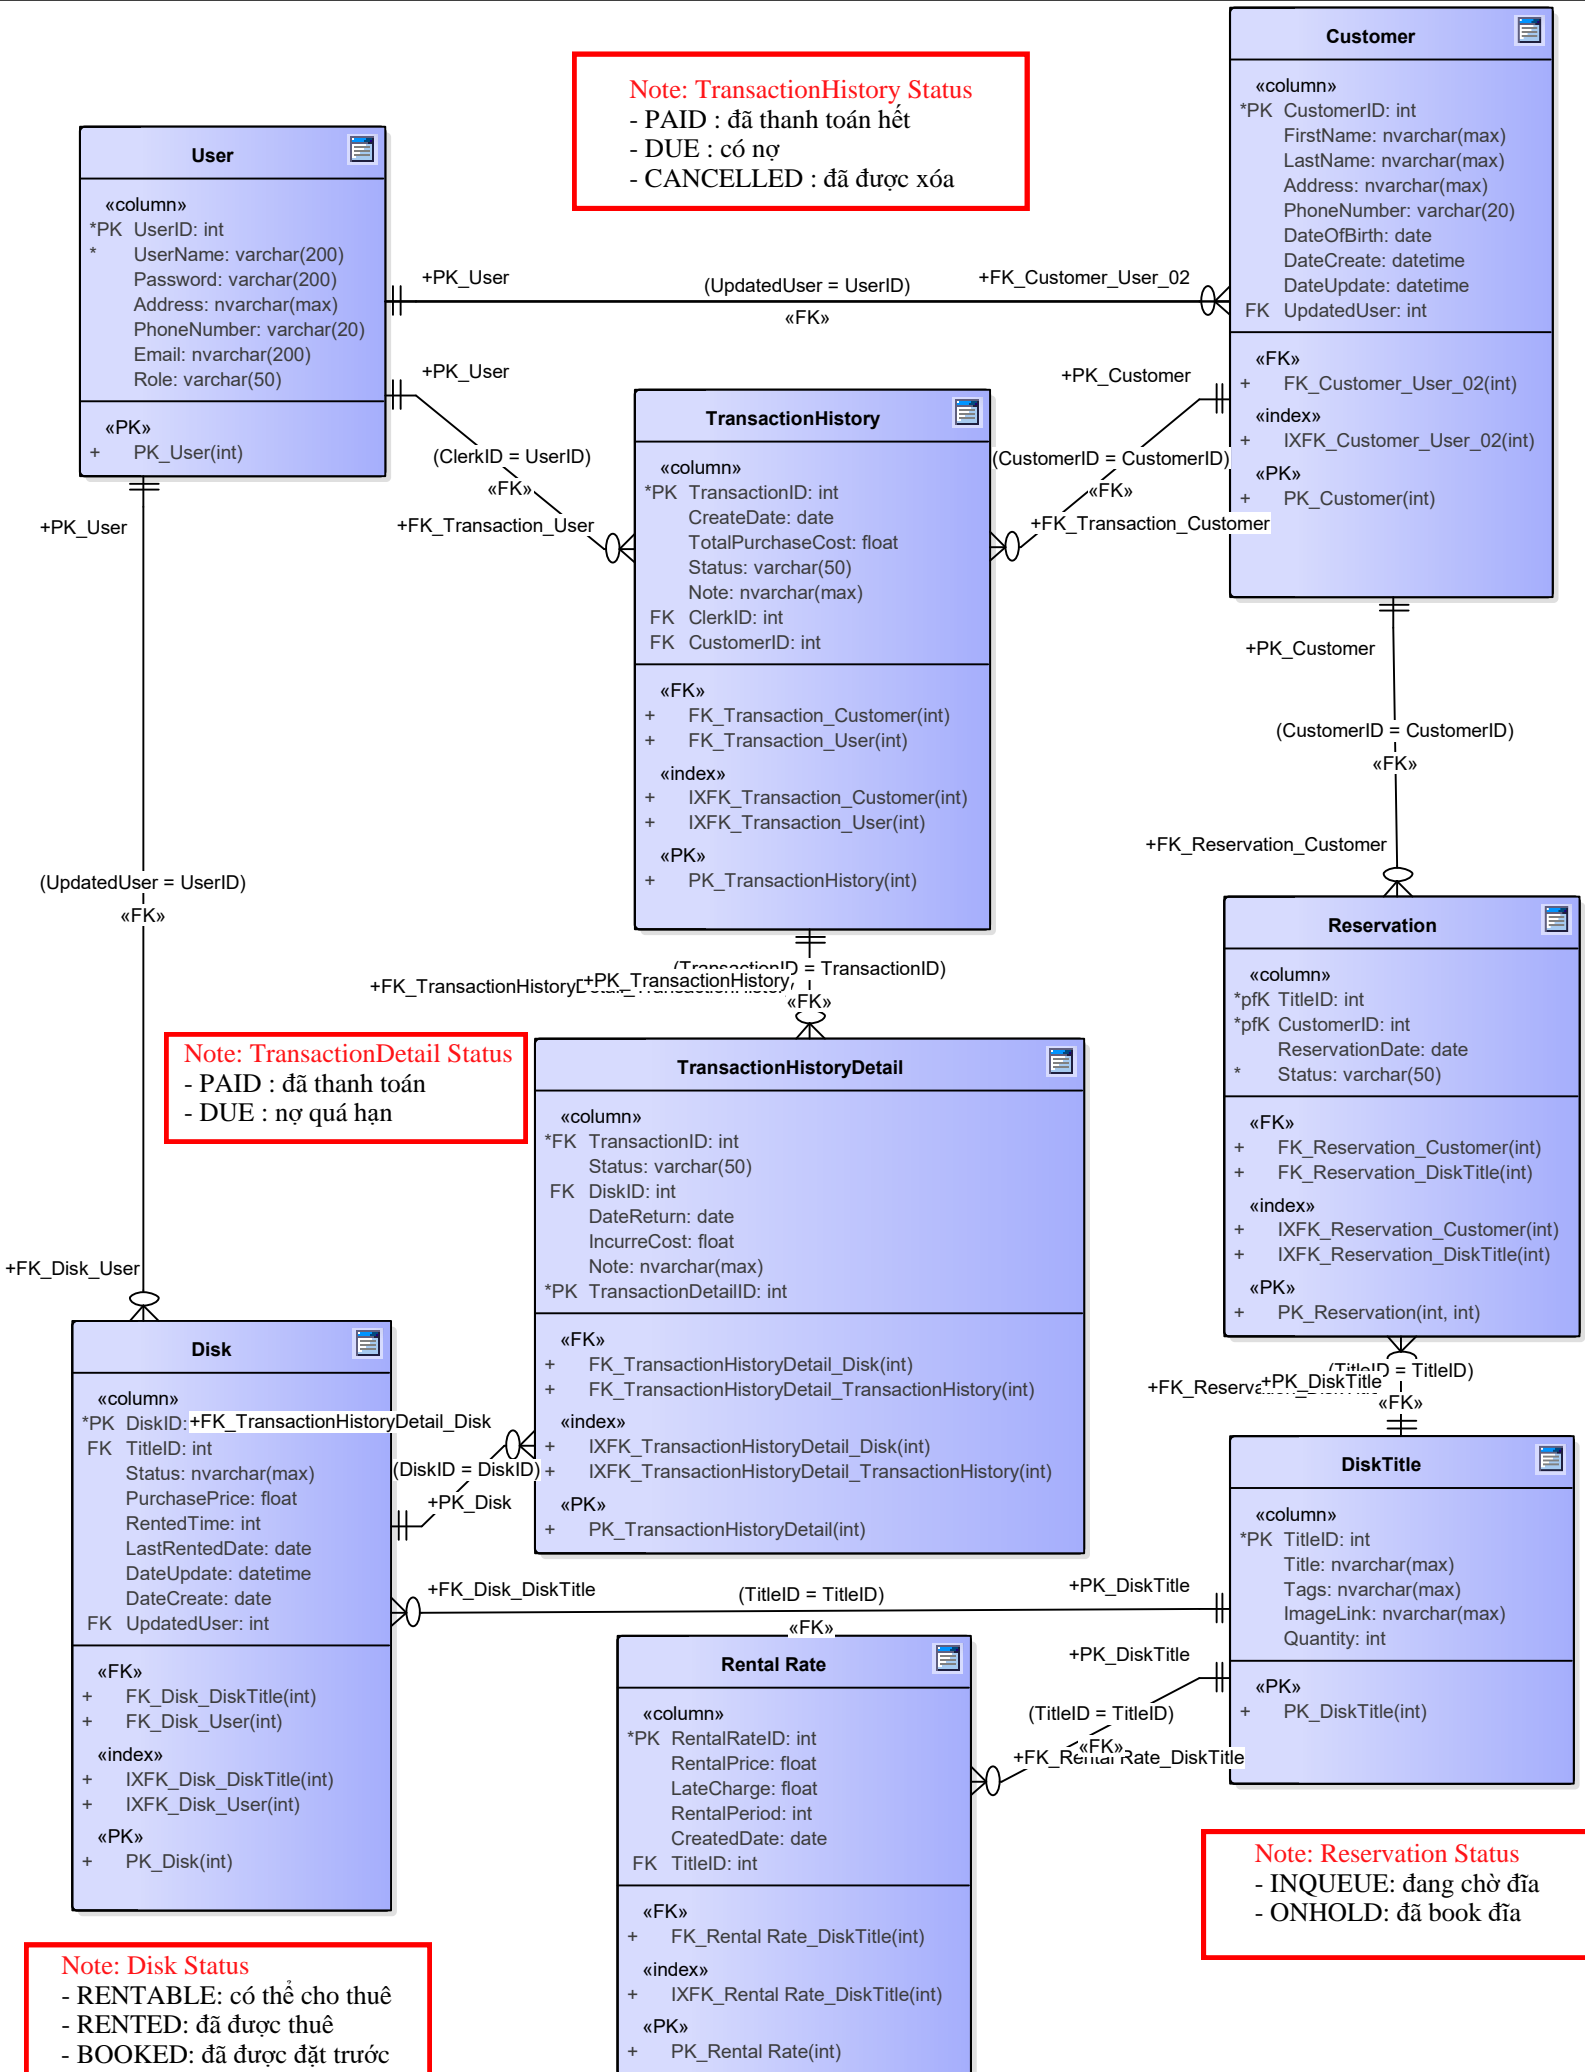 Note: TransactionHistory Status
- PAID : đã thanh toán hết
- DUE : có nợ
- CANCELLED : đã được xóa
User
«column»
*PK UserID: int
* UserName: varchar(200)
Password: varchar(200)
Address: nvarchar(max)
PhoneNumber: varchar(20)
Email: nvarchar(200)
Role: varchar(50)
«PK»
+ PK_User(int)
Customer
«column»
*PK CustomerID: int
FirstName: nvarchar(max)
LastName: nvarchar(max)
Address: nvarchar(max)
PhoneNumber: varchar(20)
DateOfBirth: date
DateCreate: datetime
DateUpdate: datetime
FK UpdatedUser: int
«FK»
+ FK_Customer_User_02(int)
«index»
+ IXFK_Customer_User_02(int)
«PK»
+ PK_Customer(int)
+PK_User
(UpdatedUser = UserID)
«FK»
+FK_Customer_User_02
+PK_User
(ClerkID = UserID)
«FK»
+FK_Transaction_User
+PK_Customer
(CustomerID = CustomerID)
«FK»
+FK_Transaction_Customer
TransactionHistory
«column»
*PK TransactionID: int
CreateDate: date
TotalPurchaseCost: float
Status: varchar(50)
Note: nvarchar(max)
FK ClerkID: int
FK CustomerID: int
«FK»
+ FK_Transaction_Customer(int)
+ FK_Transaction_User(int)
«index»
+ IXFK_Transaction_Customer(int)
+ IXFK_Transaction_User(int)
«PK»
+ PK_TransactionHistory(int)
+PK_User
(UpdatedUser = UserID)
«FK»
+FK_Disk_User
+PK_Customer
(CustomerID = CustomerID)
«FK»
+FK_Reservation_Customer
Reservation
«column»
*pfK TitleID: int
*pfK CustomerID: int
ReservationDate: date
* Status: varchar(50)
«FK»
+ FK_Reservation_Customer(int)
+ FK_Reservation_DiskTitle(int)
«index»
+ IXFK_Reservation_Customer(int)
+ IXFK_Reservation_DiskTitle(int)
«PK»
+ PK_Reservation(int, int)
(TransactionID = TransactionID)
+PK_TransactionHistory
«FK»
Note: TransactionDetail Status
- PAID : đã thanh toán
- DUE : nợ quá hạn
TransactionHistoryDetail
«column»
*FK TransactionID: int
Status: varchar(50)
FK DiskID: int
DateReturn: date
IncurreCost: float
Note: nvarchar(max)
*PK TransactionDetailID: int
«FK»
+ FK_TransactionHistoryDetail_Disk(int)
+ FK_TransactionHistoryDetail_TransactionHistory(int)
«index»
+ IXFK_TransactionHistoryDetail_Disk(int)
+ IXFK_TransactionHistoryDetail_TransactionHistory(int)
«PK»
+ PK_TransactionHistoryDetail(int)
Disk
«column»
*PK DiskID:
FK TitleID: int
Status: nvarchar(max)
PurchasePrice: float
RentedTime: int
LastRentedDate: date
DateUpdate: datetime
DateCreate: date
FK UpdatedUser: int
«FK»
+ FK_Disk_DiskTitle(int)
+ FK_Disk_User(int)
«index»
+ IXFK_Disk_DiskTitle(int)
+ IXFK_Disk_User(int)
«PK»
+ PK_Disk(int)
+FK_TransactionHistoryDetail_Disk
(DiskID = DiskID)
+PK_Disk
(TitleID = TitleID)
+PK_DiskTitle
«FK»
DiskTitle
«column»
*PK TitleID: int
Title: nvarchar(max)
Tags: nvarchar(max)
ImageLink: nvarchar(max)
Quantity: int
«PK»
+ PK_DiskTitle(int)
+FK_Disk_DiskTitle
(TitleID = TitleID)
«FK»
+PK_DiskTitle
+PK_DiskTitle
(TitleID = TitleID)
«FK»
+FK_Rental Rate_DiskTitle
Rental Rate
«column»
*PK RentalRateID: int
RentalPrice: float
LateCharge: float
RentalPeriod: int
CreatedDate: date
FK TitleID: int
«FK»
+ FK_Rental Rate_DiskTitle(int)
«index»
+ IXFK_Rental Rate_DiskTitle(int)
«PK»
+ PK_Rental Rate(int)
Note: Reservation Status
- INQUEUE: đang chờ đĩa
- ONHOLD: đã book đĩa
Note: Disk Status
- RENTABLE: có thể cho thuê
- RENTED: đã được thuê
- BOOKED: đã được đặt trước